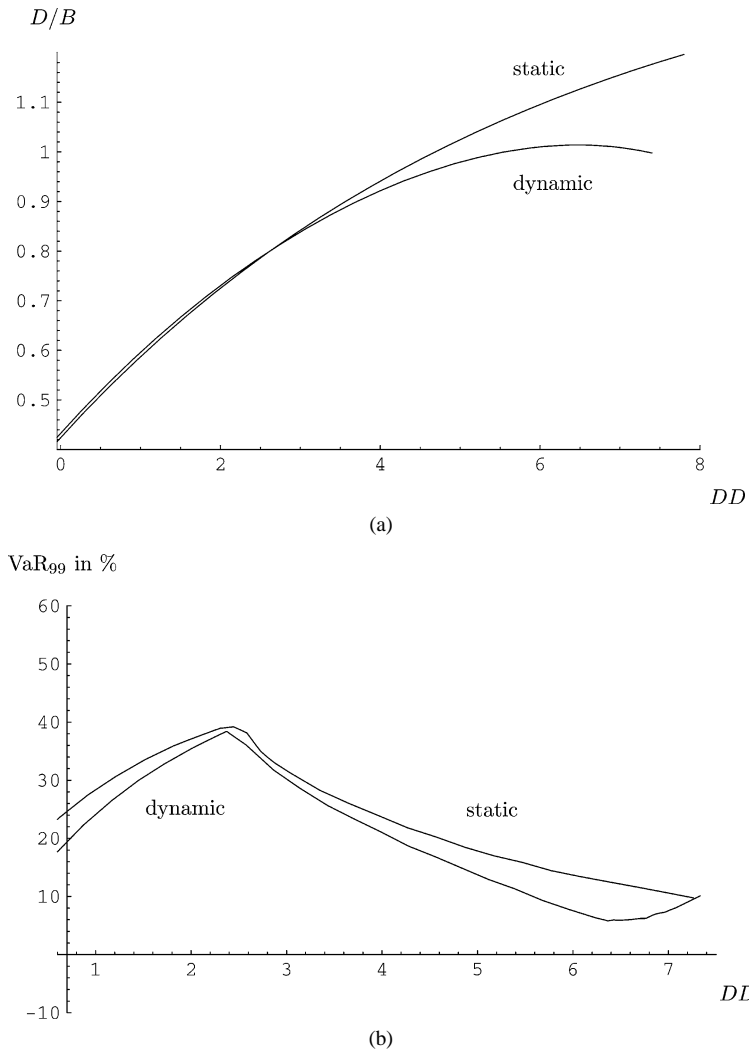 D/B
static
1.1
1
dynamic
0.9
0.8
0.7
0.6
0.5
0 2 4 6 8
DD
(a)
VaR₉₉ in %
60
50
40
30
dynamic static
20
10
1 2 3 4 5 6 7
DD
-10
(b)